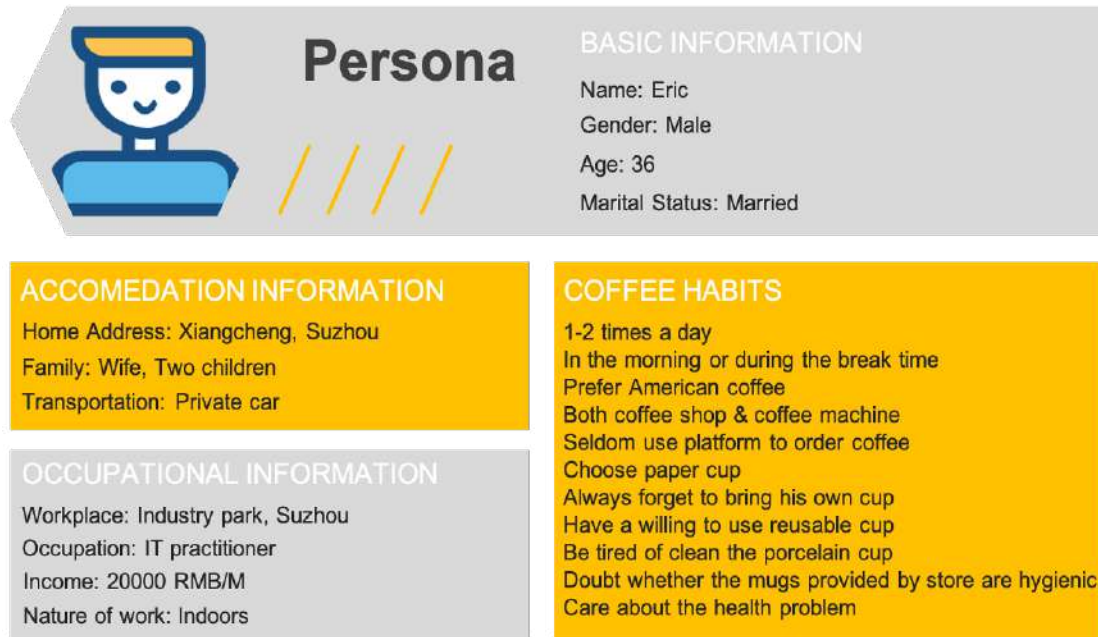 Persona
BASIC INFORMATION
Name: Eric
Gender: Male
Age: 36
Marital Status: Married
ACCOMEDATION INFORMATION
Home Address: Xiangcheng, Suzhou
Family: Wife, Two children
Transportation: Private car
OCCUPATIONAL INFORMATION
Workplace: Industry park, Suzhou
Occupation: IT practitioner
Income: 20000 RMB/M
Nature of work: Indoors
COFFEE HABITS
1-2 times a day
In the morning or during the break time
Prefer American coffee
Both coffee shop & coffee machine
Seldom use platform to order coffee
Choose paper cup
Always forget to bring his own cup
Have a willing to use reusable cup
Be tired of clean the porcelain cup
Doubt whether the mugs provided by store are hygienic
Care about the health problem